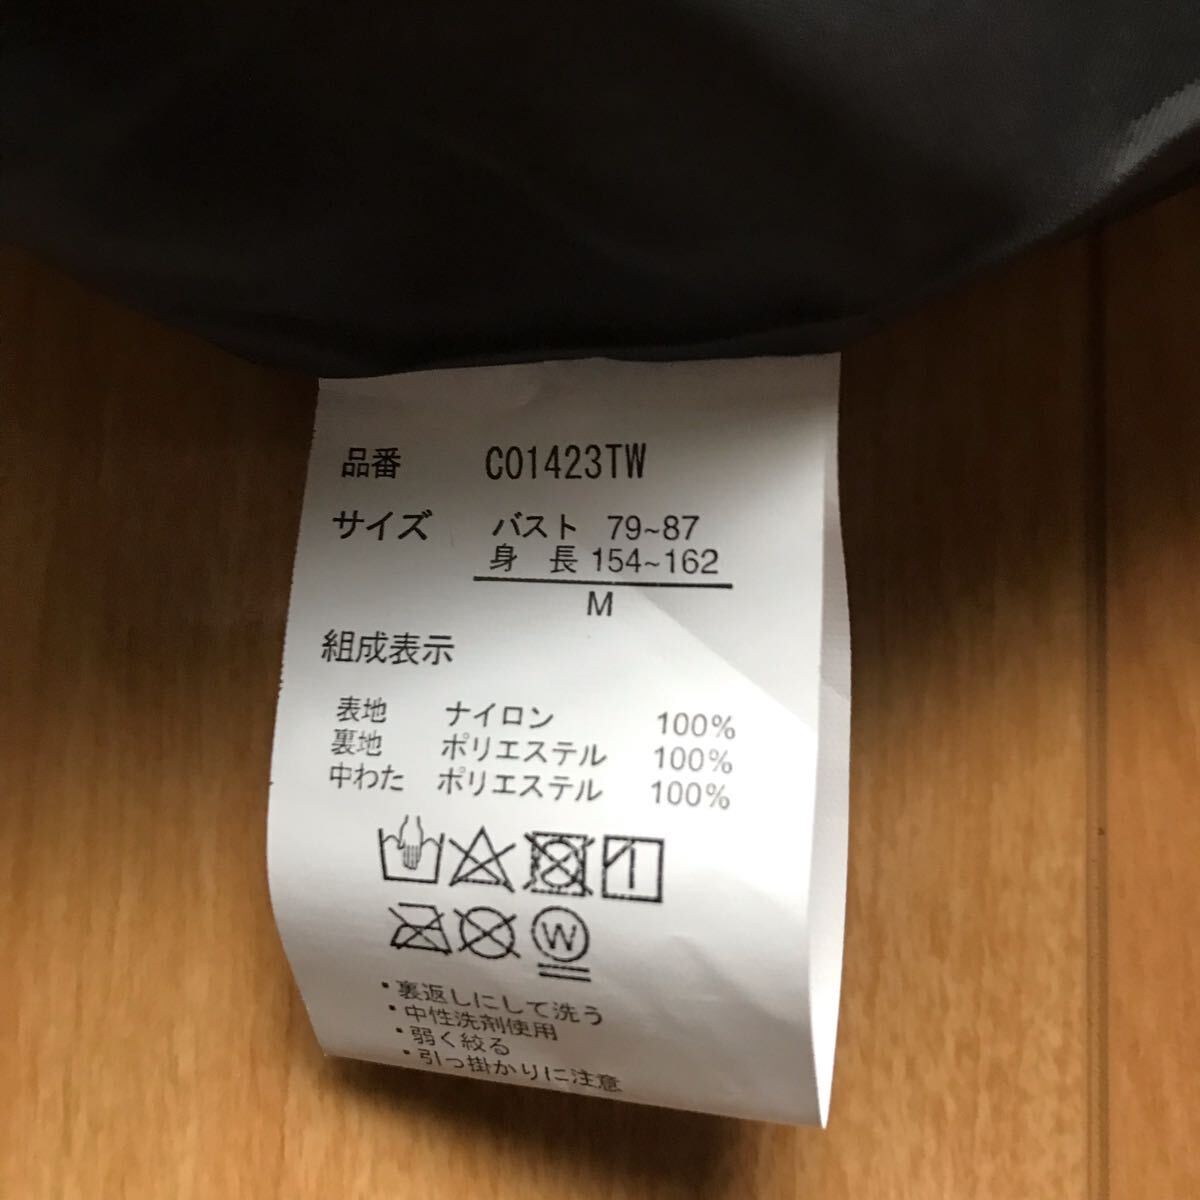 品番 C01423TW
サイズ バスト 79~87
身 長 154~162
M
組成表示
表地 ナイロン 100%
裏地 ポリエステル 100%
中わた ポリエステル 100%
W
・裏返しにして洗う
・中性洗剤使用
・弱く絞る
・引っ掛かりに注意